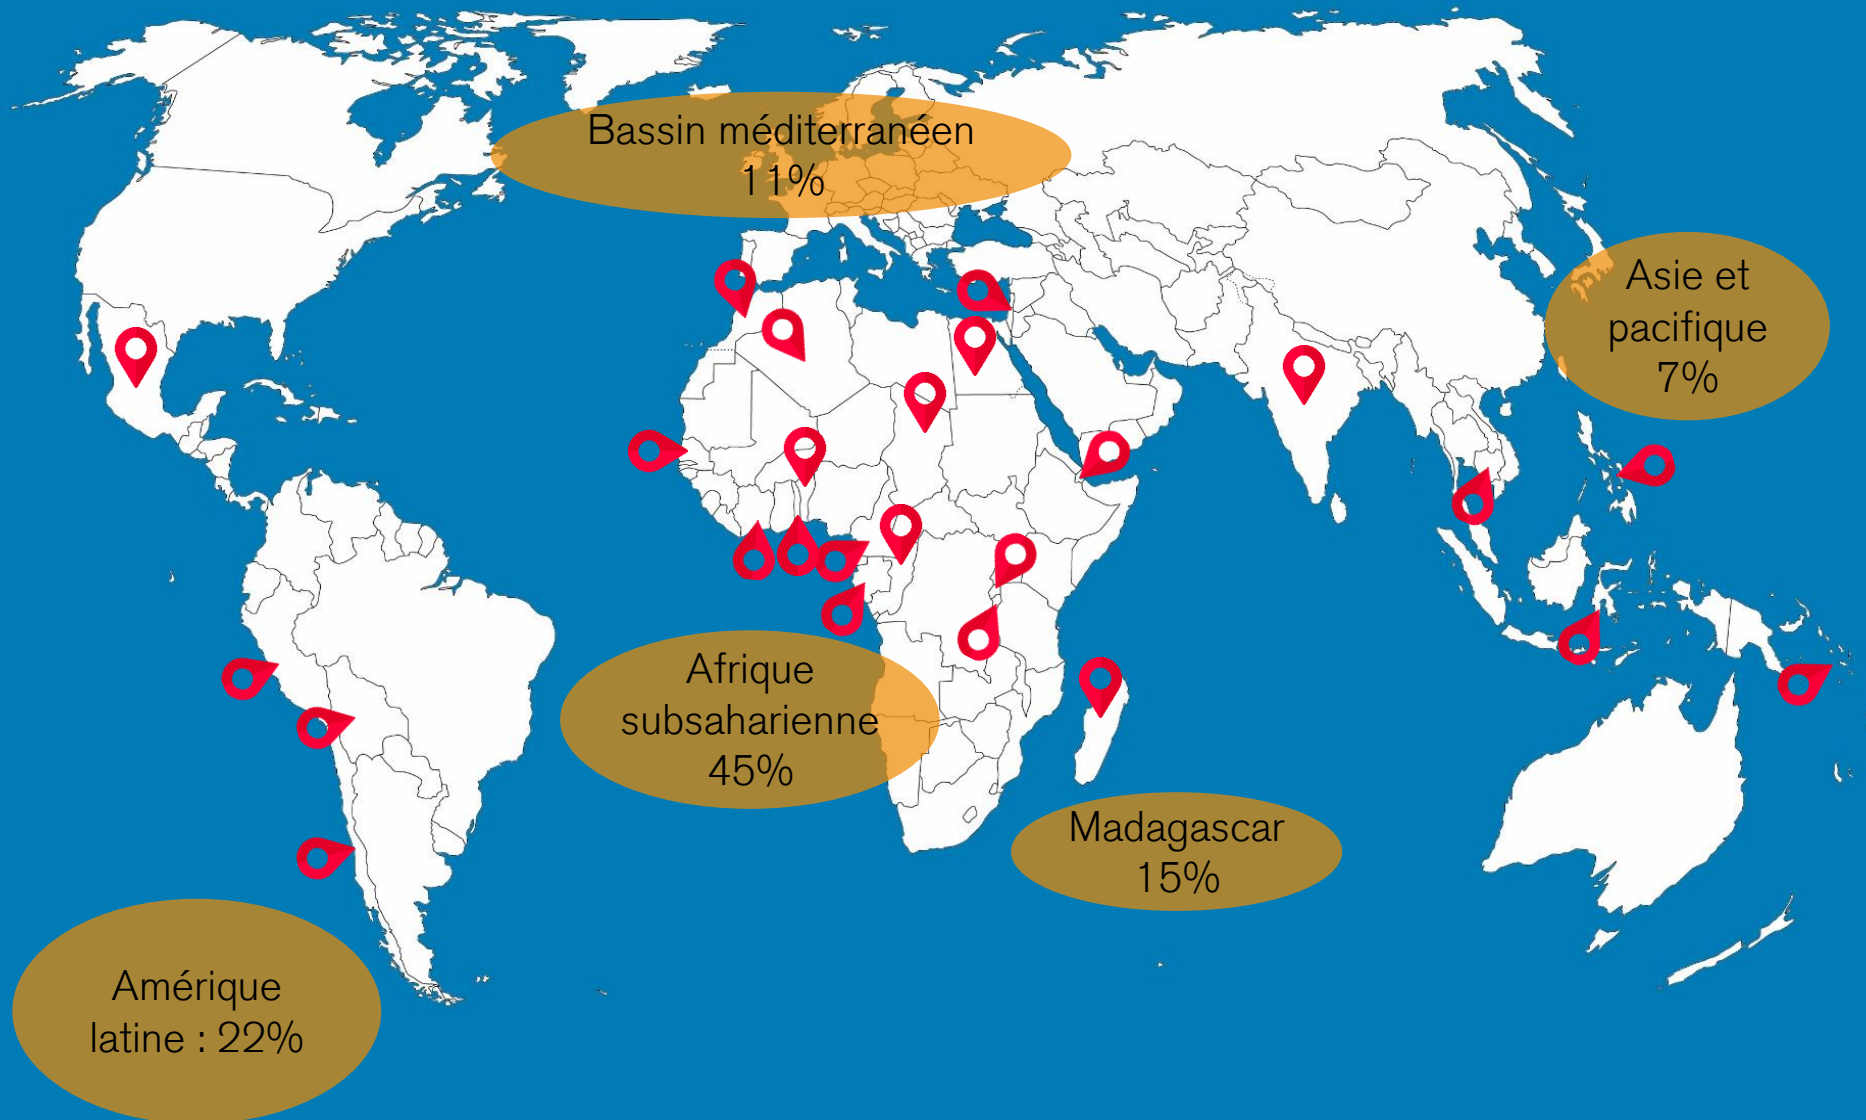 Bassin méditerranéen
11%
Asie et
pacifique
7%
Afrique
subsaharienne
45%
Madagascar
15%
Amérique
latine : 22%